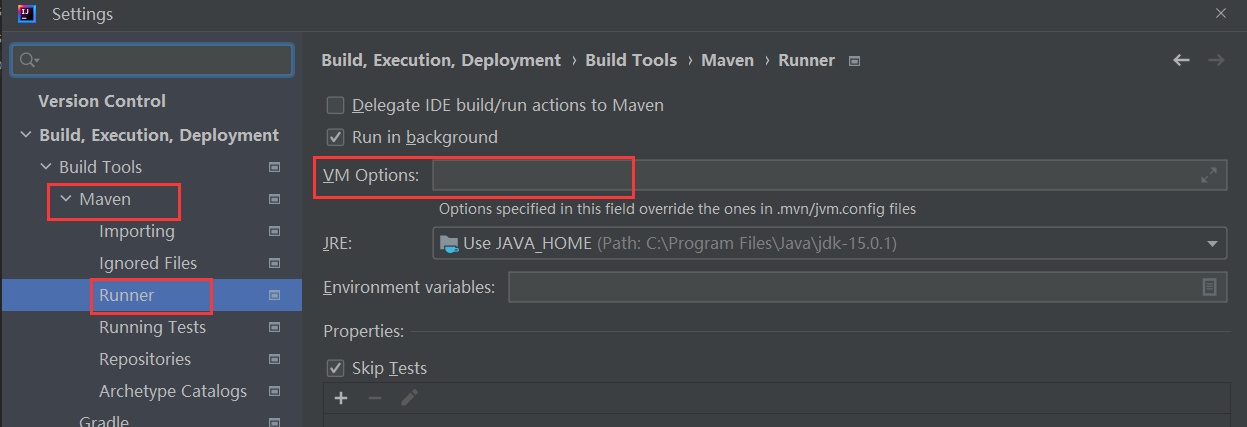 Settings
Build, Execution, Deployment › Build Tools › Maven › Runner
Version Control
Build, Execution, Deployment
Build Tools
Maven
Importing
Ignored Files
Runner
Running Tests
Repositories
Archetype Catalogs
Gradle
Delegate IDE build/run actions to Maven
Run in background
VM Options:
Options specified in this field override the ones in .mvn/jvm.config files
JRE: Use JAVA_HOME (Path: C:\Program Files\Java\jdk-15.0.1)
Environment variables:
Properties:
Skip Tests